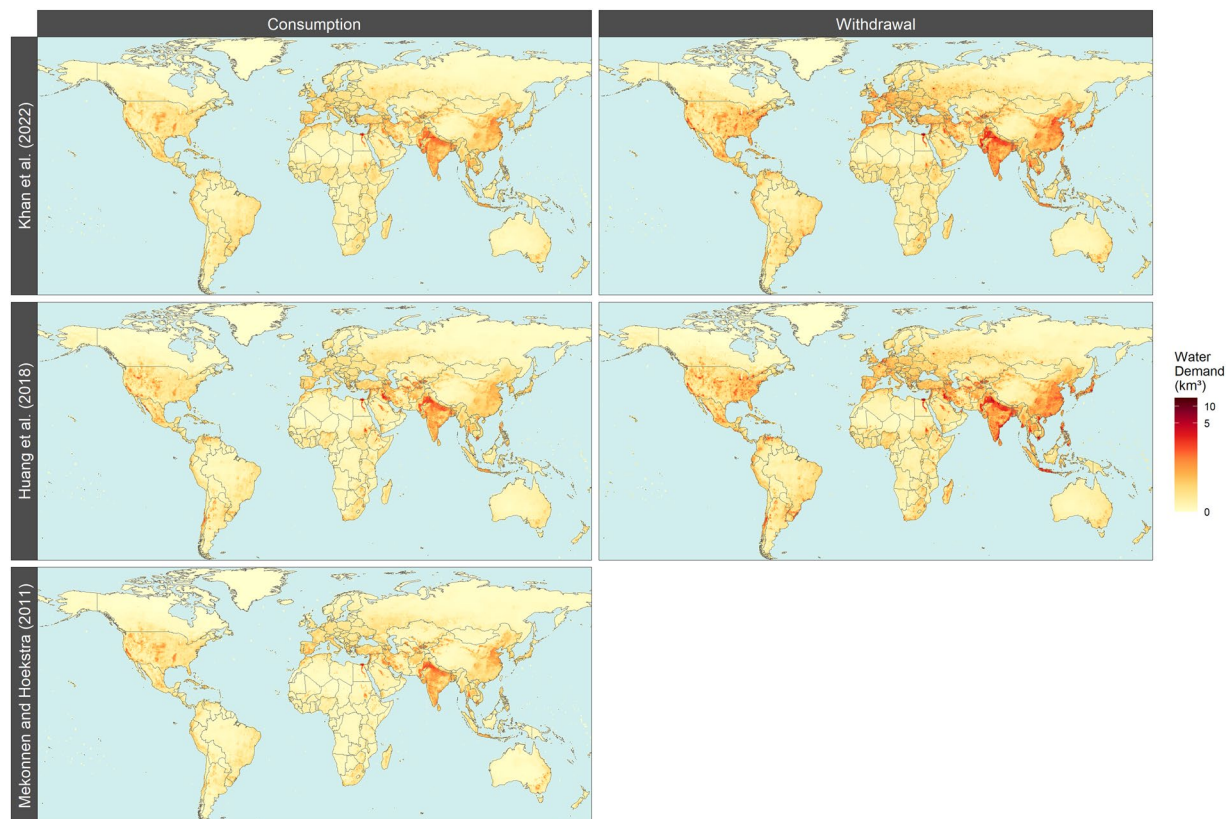 Consumption
Withdrawal
Khan et al. (2022)
Huang et al. (2018)
Mekonnen and Hoekstra (2011)
Water
Demand
(km³)
10
5
0